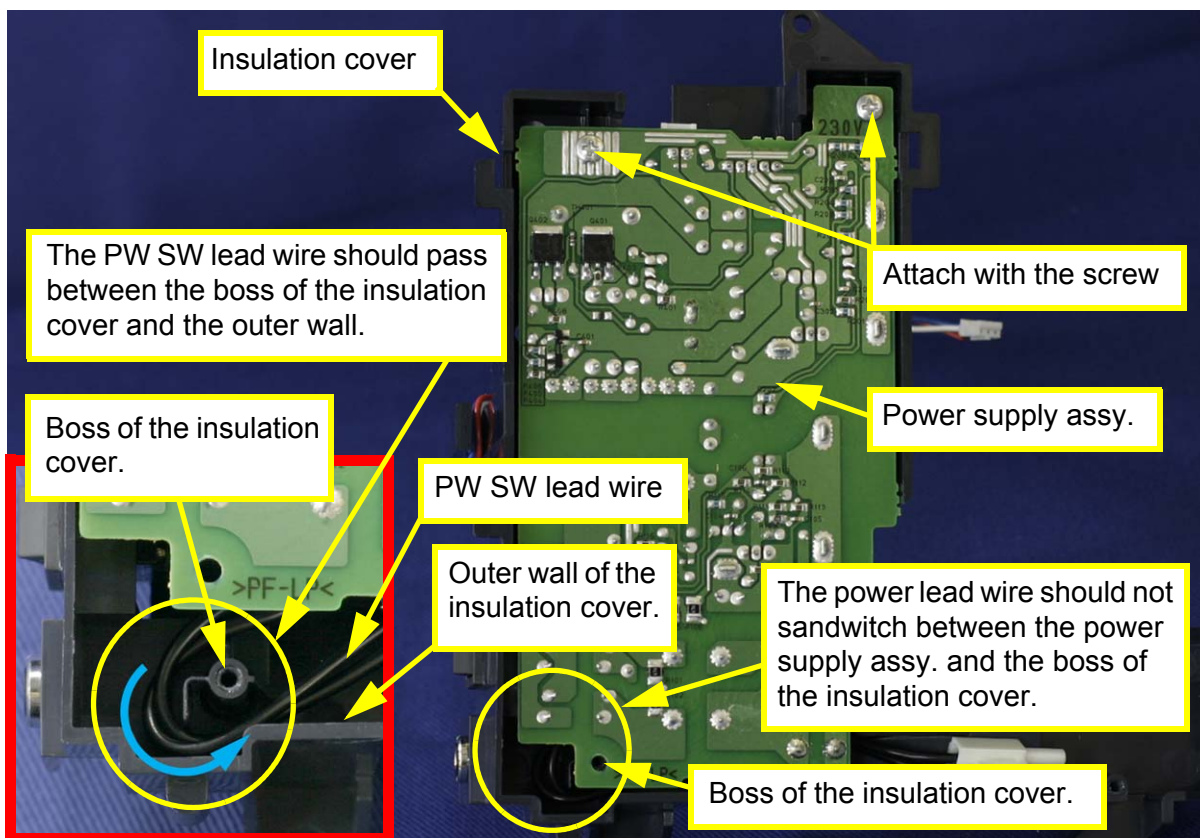 Insulation cover
230V
The PW SW lead wire should pass
between the boss of the insulation
cover and the outer wall.
Attach with the screw
Q402
Q401
Power supply assy.
Boss of the insulation
cover.
PW SW lead wire
>PF-LP<
Outer wall of the
insulation cover.
The power lead wire should not
sandwitch between the power
supply assy. and the boss of
the insulation cover.
Boss of the insulation cover.